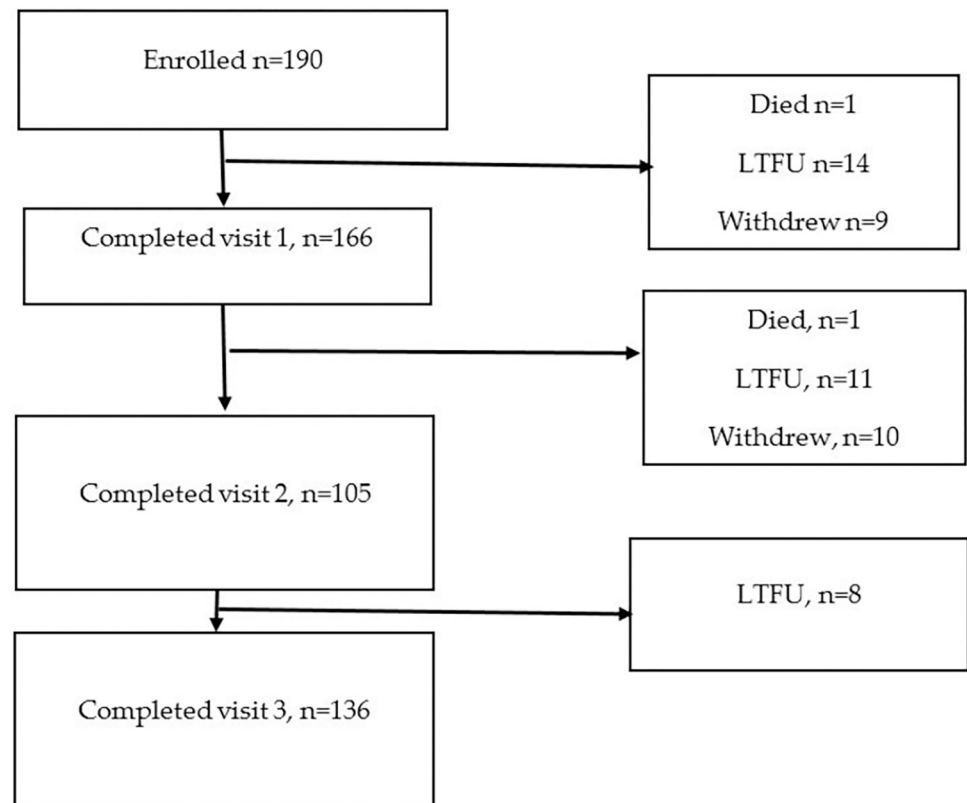 Enrolled n=190
Died n=1
LTFU n=14
Withdrew n=9
Completed visit 1, n=166
Died, n=1
LTFU, n=11
Withdrew, n=10
Completed visit 2, n=105
LTFU, n=8
Completed visit 3, n=136